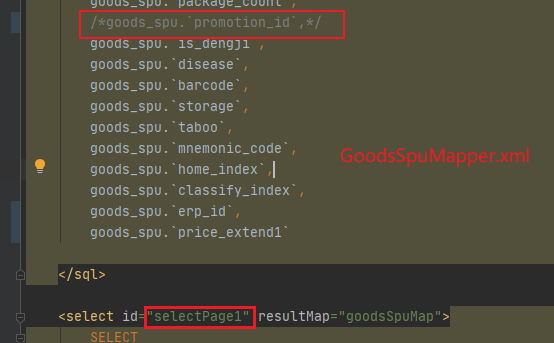 goods_spu.`package_count`,
/*goods_spu.`promotion_id`,*/
goods_spu.`is_dengji`,
goods_spu.`disease`,
goods_spu.`barcode`,
goods_spu.`storage`,
goods_spu.`taboo`,
goods_spu.`mnemonic_code`,
GoodsSpuMapper.xml
goods_spu.`home_index`,
goods_spu.`classify_index`,
goods_spu.`erp_id`,
goods_spu.`price_extend1`
</sql>
<select id="selectPage1" resultMap="goodsSpuMap">
SELECT